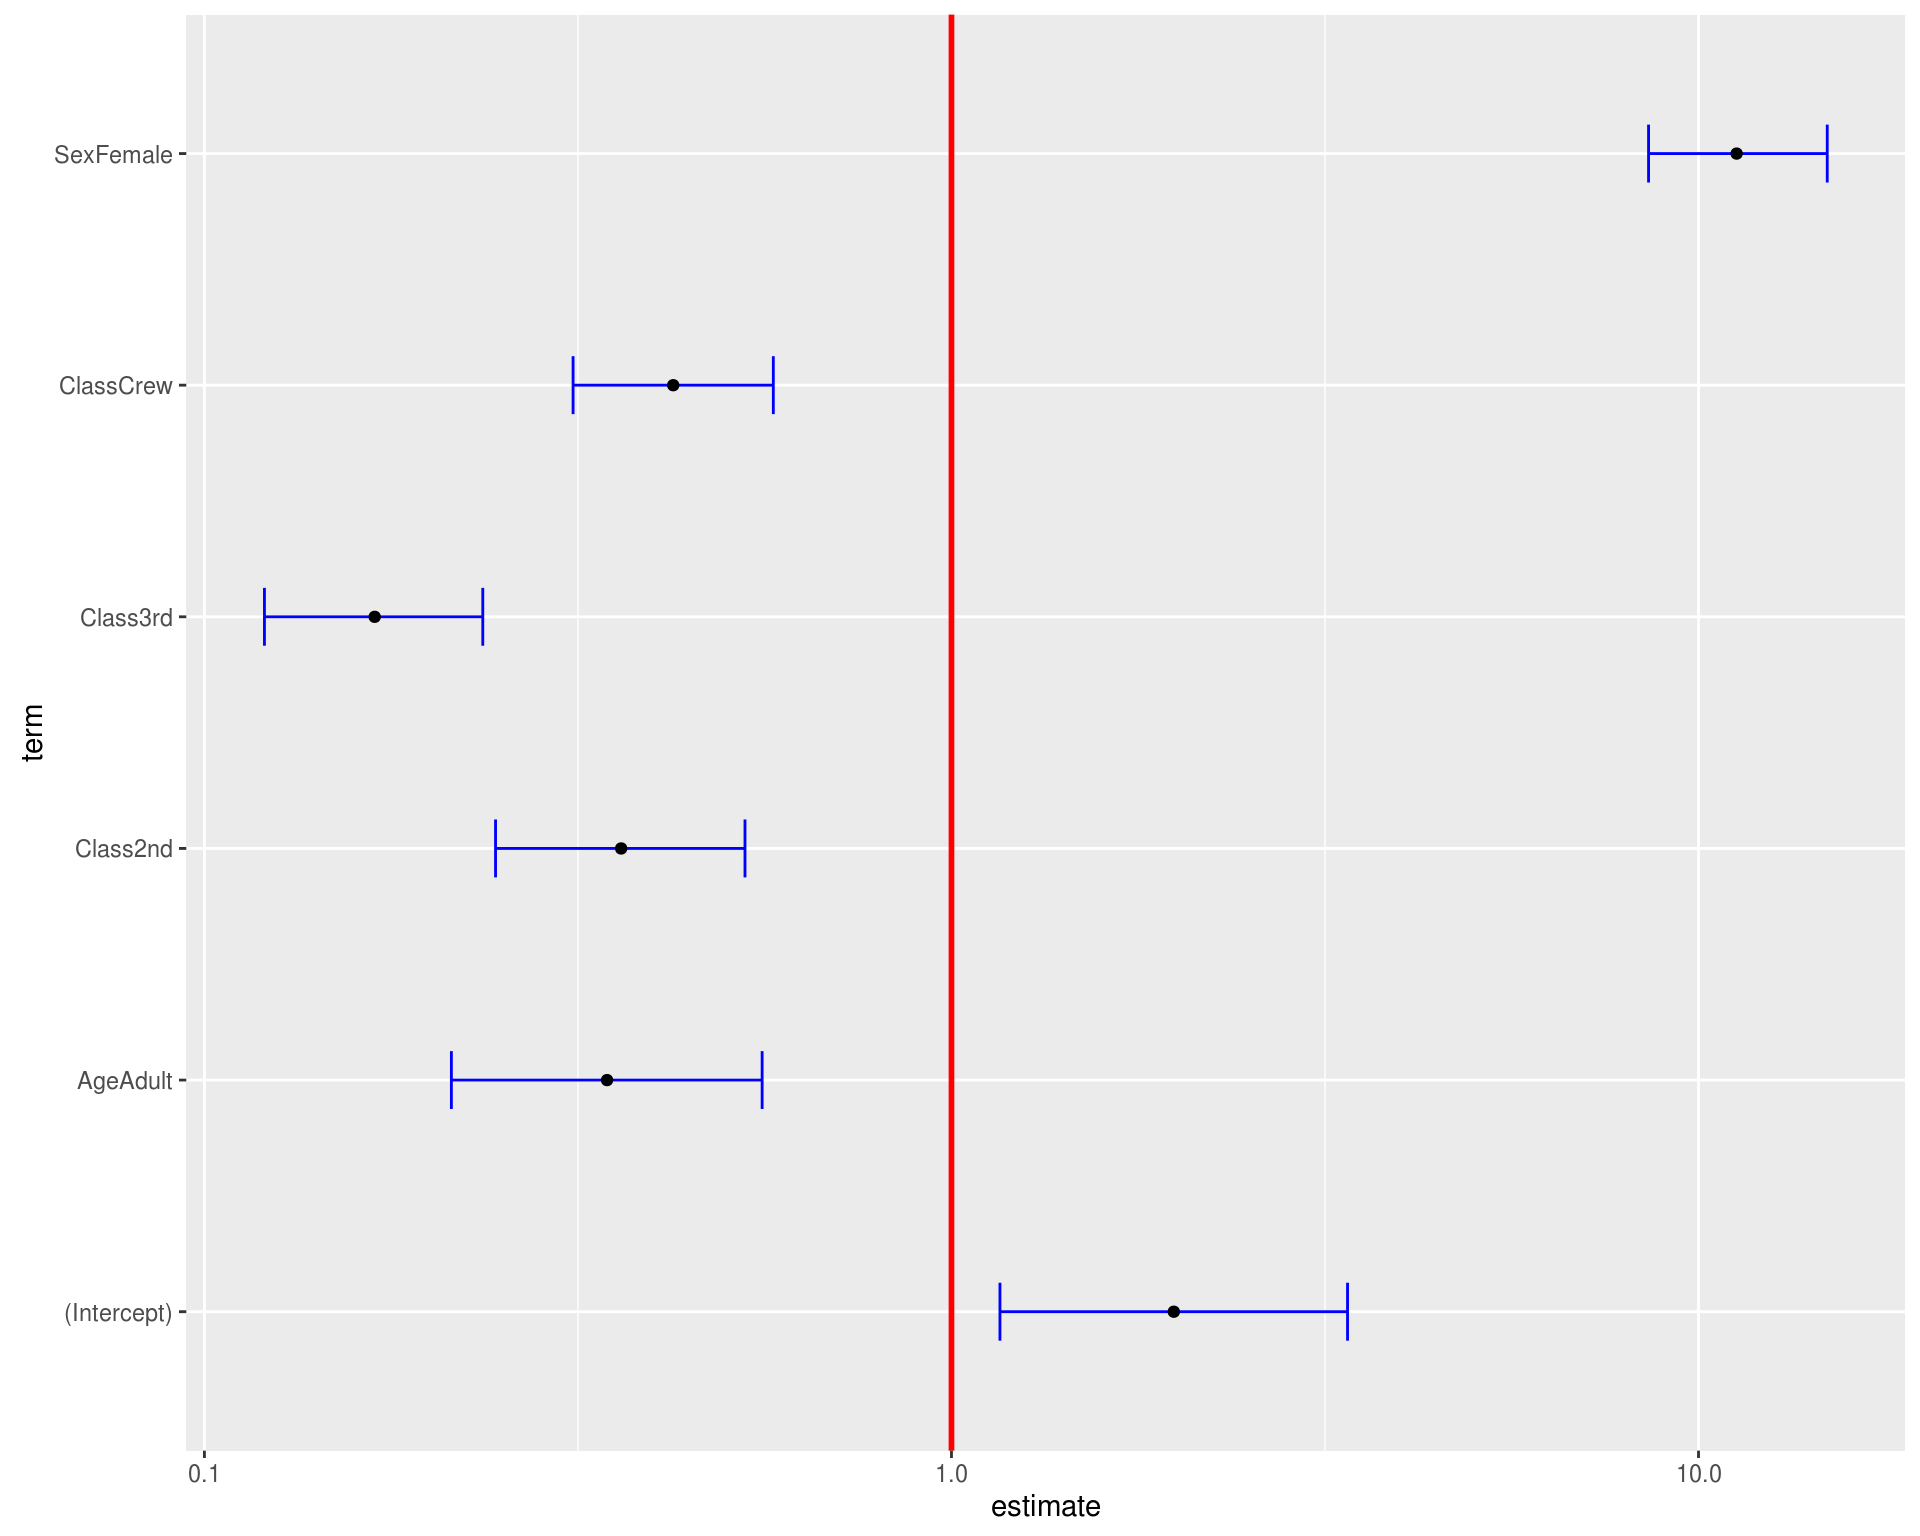 SexFemale
ClassCrew
Class3rd
Class2nd
AgeAdult
(Intercept)
term
0.1
1.0
10.0
estimate